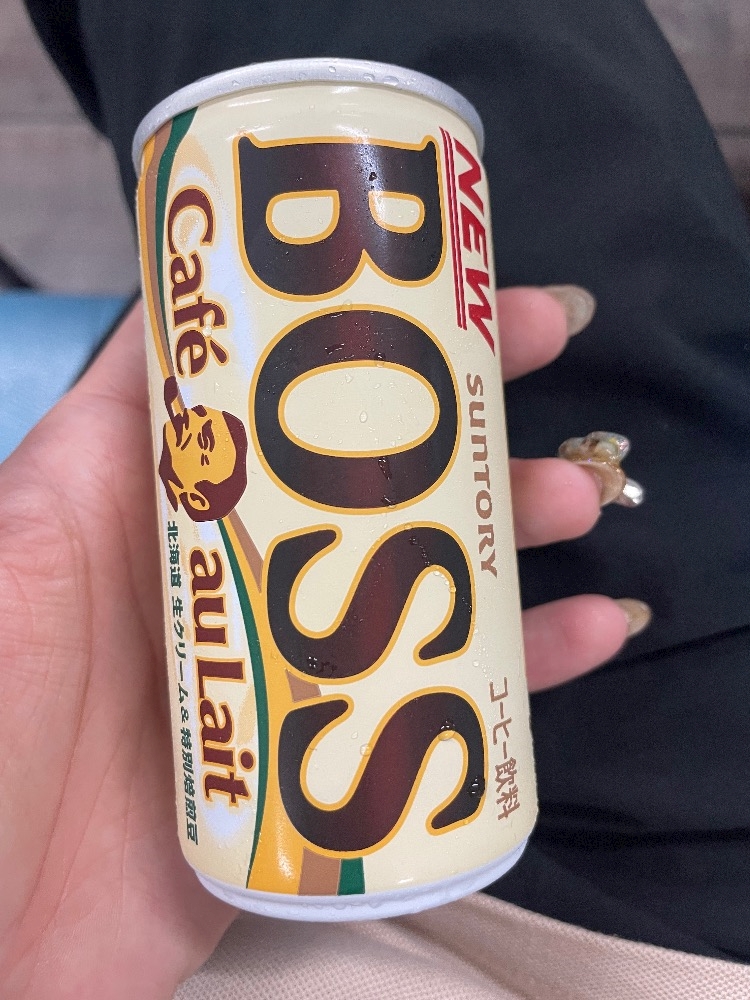 NEW
SUNTORY
コーヒー飲料
BOSS
Café au Lait
北海道 生クリーム & 特別焙煎豆